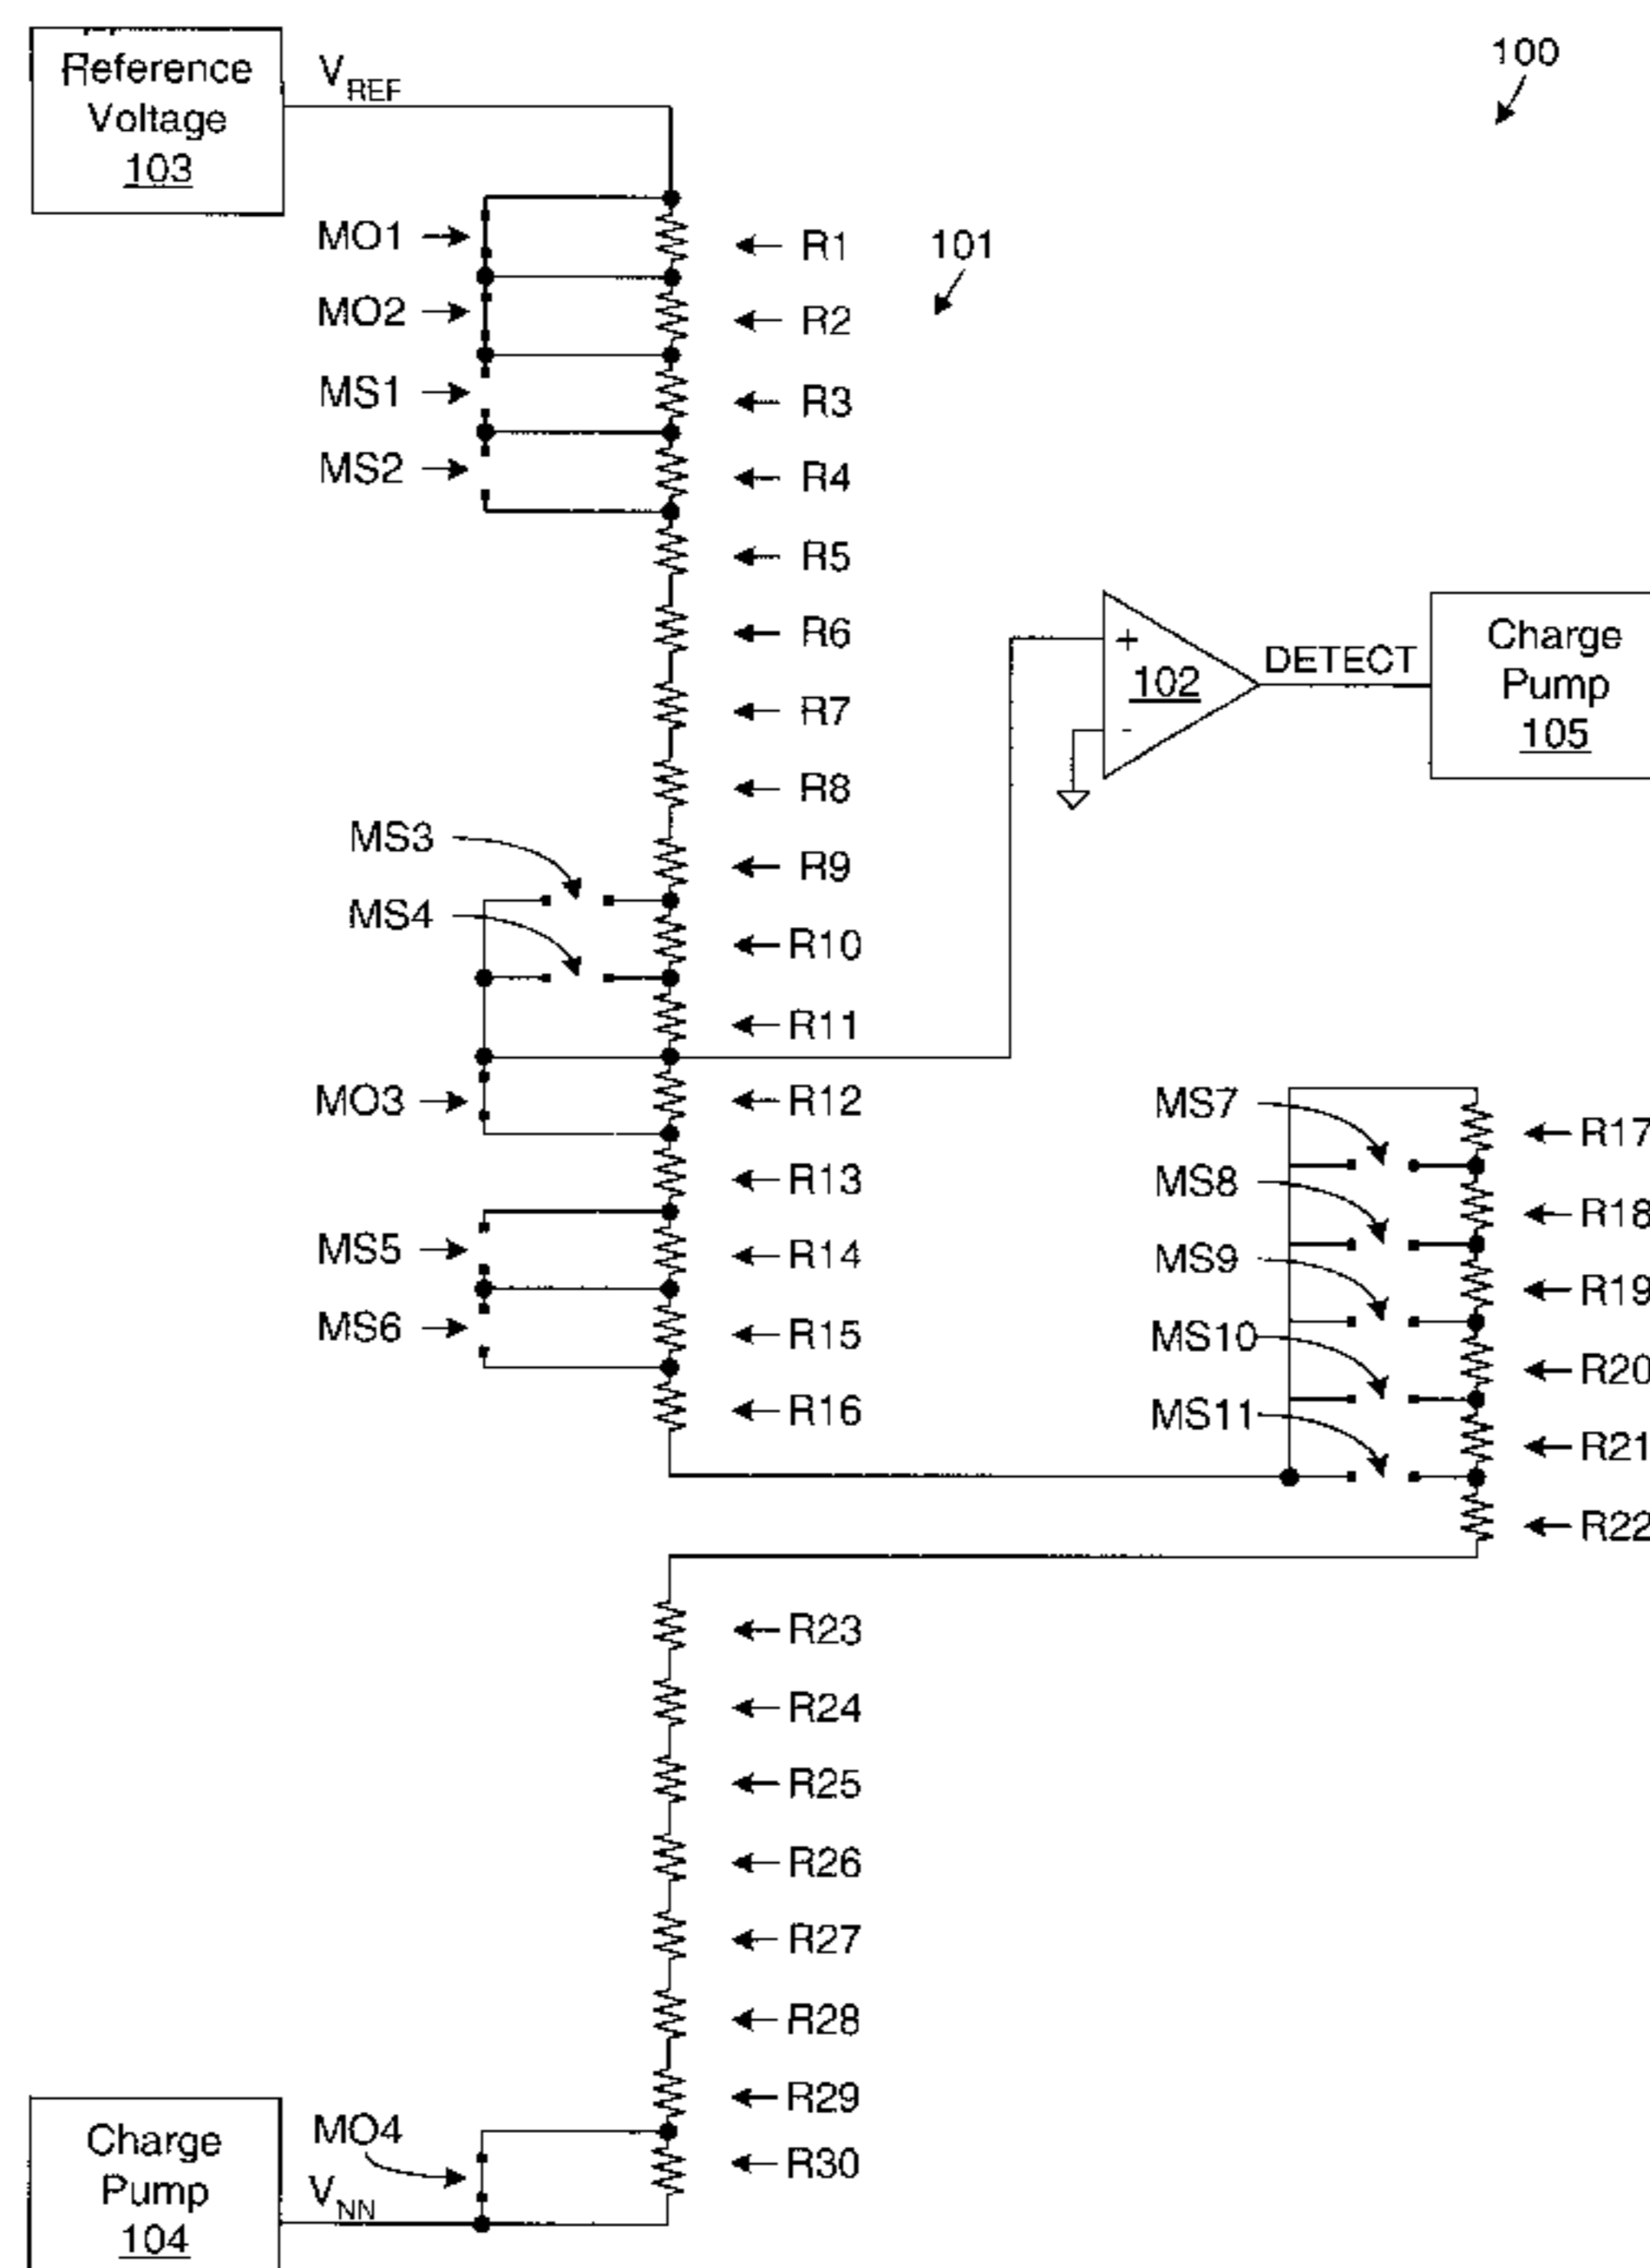 Reference
Voltage
103
VREF
100
MO1
R1
101
MO2
R2
MS1
R3
MS2
R4
R5
R6
R7
R8
102
+
-
DETECT
Charge
Pump
105
MS3
R9
MS4
R10
R11
MO3
R12
R13
MS5
R14
MS6
R15
R16
MS7
R17
MS8
R18
MS9
R19
MS10
R20
MS11
R21
R22
R23
R24
R25
R26
R27
R28
R29
MO4
R30
Charge
Pump
104
VNN